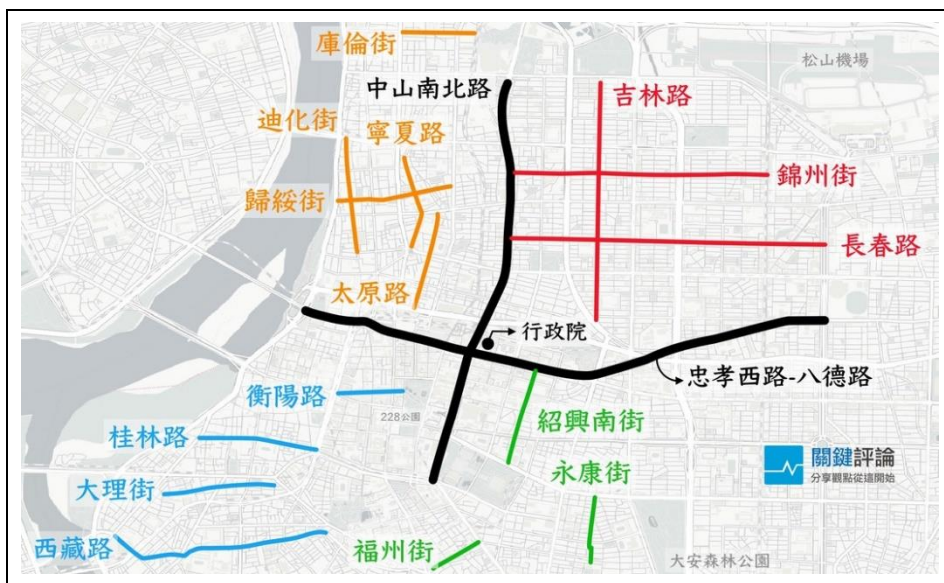 庫倫街
松山機場
中山南北路
吉林路
迪化街
寧夏路
錦州街
歸綏街
長春路
太原路
行政院
忠孝西路-八德路
衡陽路
228公園
紹興南街
桂林路
關鍵評論
分享觀點從這開始
永康街
大理街
西藏路
福州街
大安森林公園